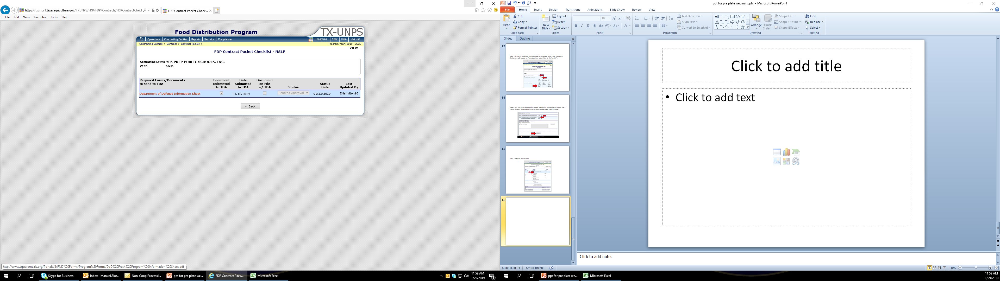 https://txunps1.texasagriculture.gov/TXUNPS/FDP/FDP/Contracts/FDPContractChecl
FDP Contract Packet Check...
File Edit View Favorites Tools Help
Food Distribution Program
TX-UNPS
Operations Contracting Entities Reports Security Compliance Programs Year Help Log Out
Contracting Entities > Contract > Contract Packet > Program Year: 2019 - 2020
VIEW
FDP Contract Packet Checklist - NSLP
Contracting Entity: YES PREP PUBLIC SCHOOLS, INC.
CE ID: 00496
Required Forms/Documents to send to TDA
Document Submitted to TDA
Date Submitted to TDA
Document on File w/ TDA
Status
Status Date
Last Updated By
Department of Defense Information Sheet 01/18/2019 Pending Approval 01/23/2019 EHamilton10
< Back
http://www.squaremeals.org/Portals/8/FND%20Forms/Program%20Forms/DoD%20Fresh%20Program%20Information%20Sheet.pdf
Skype for Business Inbox - Manuel.Flor... Non-Coop Processi... ppt for pre plate we... FDP Contract Pack... Microsoft Excel
11:59 AM
1/29/2019
ppt for pre plate webinar.pptx - Microsoft PowerPoint
File Home Insert Design Transitions Animations Slide Show Review View
Paste
Cut
Copy
Format Painter
Clipboard
New Slide
Layout
Reset
Section
Slides
18
Font
Text Direction
Align Text
Convert to SmartArt
Paragraph
Arrange
Quick Styles
Shape Fill
Shape Outline
Shape Effects
Drawing
Find
Replace
Select
Editing
Slides Outline
13
14
15
Click Modify for the Checklist
16
Click to add title
• Click to add text
Click to add notes
Slide 16 of 16 "Office Theme" 110%
ppt for pre plate we... Microsoft Excel
11:59 AM
1/29/2019